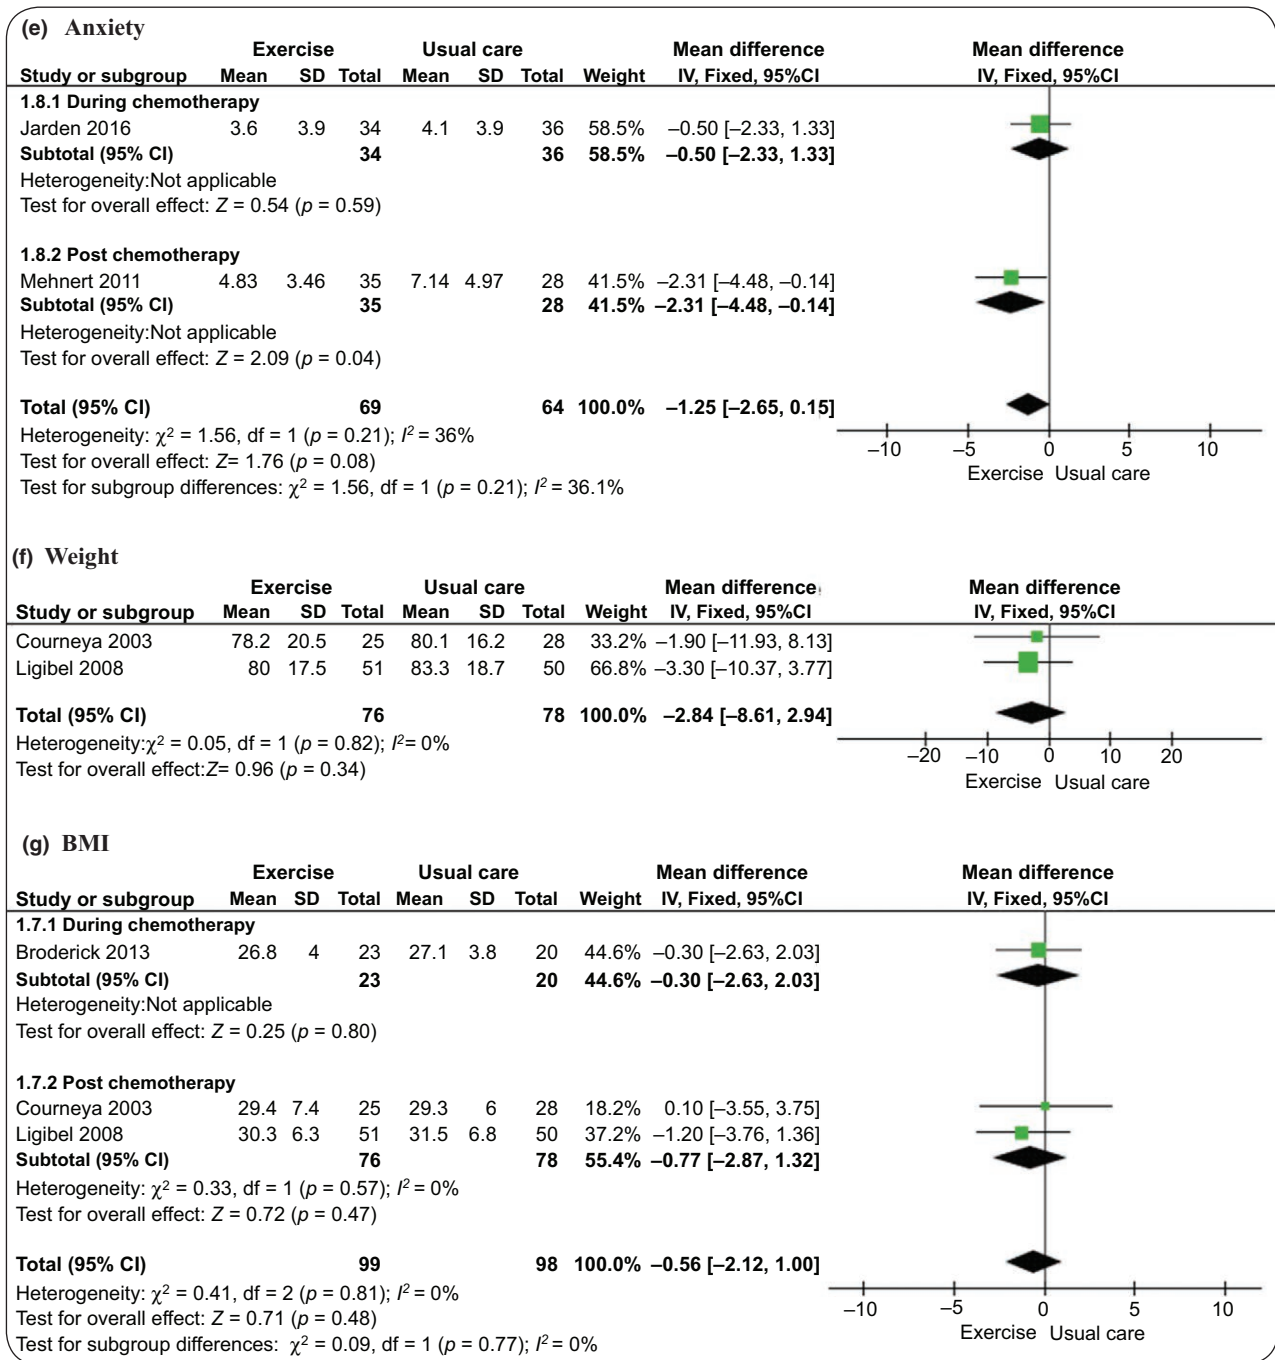 (e) Anxiety
Exercise Usual care Mean difference Mean difference
Study or subgroup Mean SD Total Mean SD Total Weight IV, Fixed, 95%CI IV, Fixed, 95%CI
1.8.1 During chemotherapy
Jarden 2016 3.6 3.9 34 4.1 3.9 36 58.5% –0.50 [–2.33, 1.33]
Subtotal (95% CI) 34 36 58.5% –0.50 [–2.33, 1.33]
Heterogeneity:Not applicable
Test for overall effect: Z = 0.54 (p = 0.59)
1.8.2 Post chemotherapy
Mehnert 2011 4.83 3.46 35 7.14 4.97 28 41.5% –2.31 [–4.48, –0.14]
Subtotal (95% CI) 35 28 41.5% –2.31 [–4.48, –0.14]
Heterogeneity:Not applicable
Test for overall effect: Z = 2.09 (p = 0.04)
Total (95% CI) 69 64 100.0% –1.25 [–2.65, 0.15]
Heterogeneity: χ² = 1.56, df = 1 (p = 0.21); I² = 36%
Test for overall effect: Z= 1.76 (p = 0.08)
Test for subgroup differences: χ² = 1.56, df = 1 (p = 0.21); I² = 36.1%
–10 –5 0 5 10
Exercise Usual care
(f) Weight
Exercise Usual care Mean difference Mean difference
Study or subgroup Mean SD Total Mean SD Total Weight IV, Fixed, 95%CI IV, Fixed, 95%CI
Courneya 2003 78.2 20.5 25 80.1 16.2 28 33.2% –1.90 [–11.93, 8.13]
Ligibel 2008 80 17.5 51 83.3 18.7 50 66.8% –3.30 [–10.37, 3.77]
Total (95% CI) 76 78 100.0% –2.84 [–8.61, 2.94]
Heterogeneity:χ² = 0.05, df = 1 (p = 0.82); I²= 0%
Test for overall effect:Z= 0.96 (p = 0.34)
–20 –10 0 10 20
Exercise Usual care
(g) BMI
Exercise Usual care Mean difference Mean difference
Study or subgroup Mean SD Total Mean SD Total Weight IV, Fixed, 95%CI IV, Fixed, 95%CI
1.7.1 During chemotherapy
Broderick 2013 26.8 4 23 27.1 3.8 20 44.6% –0.30 [–2.63, 2.03]
Subtotal (95% CI) 23 20 44.6% –0.30 [–2.63, 2.03]
Heterogeneity:Not applicable
Test for overall effect: Z = 0.25 (p = 0.80)
1.7.2 Post chemotherapy
Courneya 2003 29.4 7.4 25 29.3 6 28 18.2% 0.10 [–3.55, 3.75]
Ligibel 2008 30.3 6.3 51 31.5 6.8 50 37.2% –1.20 [–3.76, 1.36]
Subtotal (95% CI) 76 78 55.4% –0.77 [–2.87, 1.32]
Heterogeneity: χ² = 0.33, df = 1 (p = 0.57); I² = 0%
Test for overall effect: Z = 0.72 (p = 0.47)
Total (95% CI) 99 98 100.0% –0.56 [–2.12, 1.00]
Heterogeneity: χ² = 0.41, df = 2 (p = 0.81); I² = 0%
Test for overall effect: Z = 0.71 (p = 0.48)
Test for subgroup differences: χ² = 0.09, df = 1 (p = 0.77); I² = 0%
–10 –5 0 5 10
Exercise Usual care